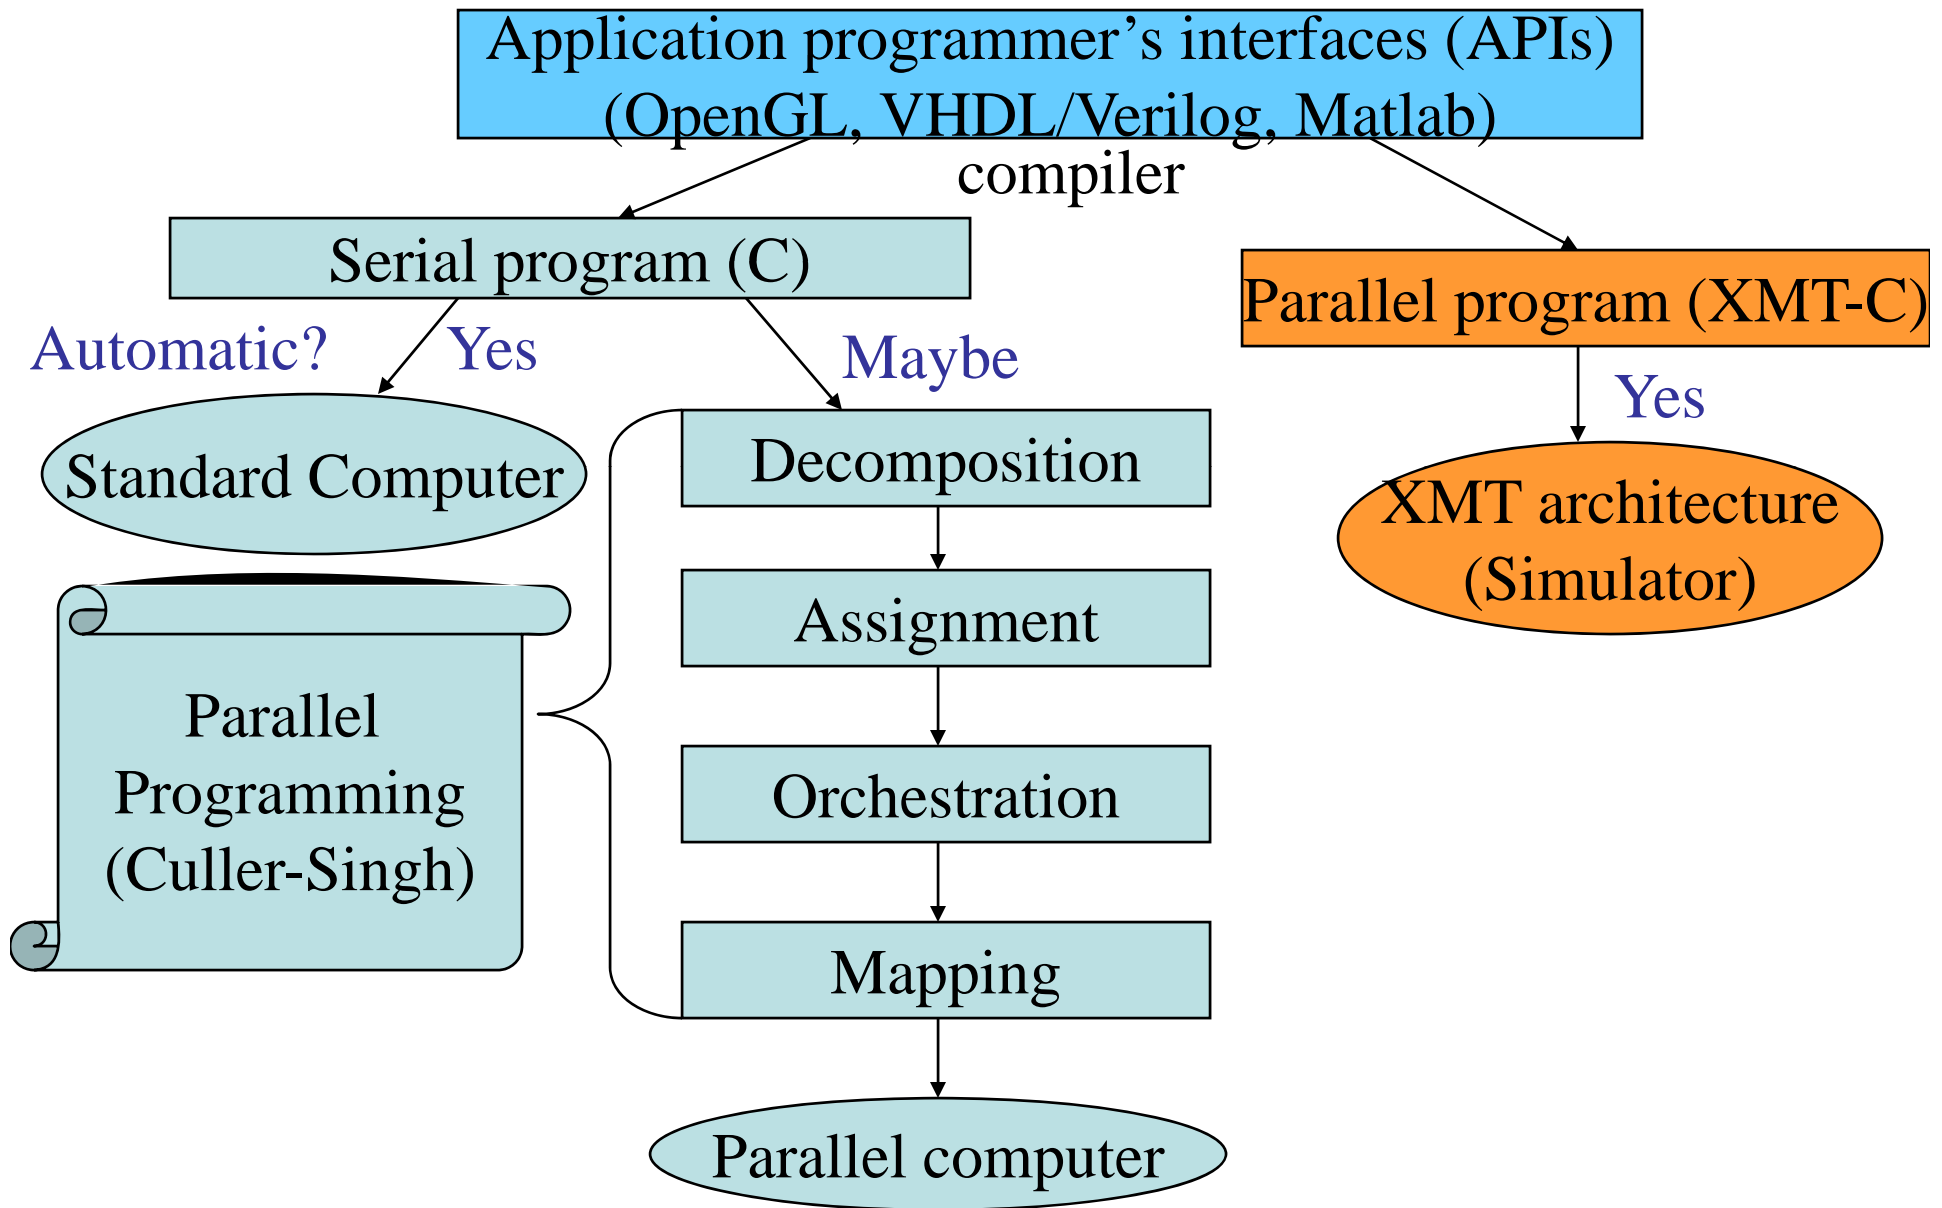 Application programmer’s interfaces (APIs)
(OpenGL, VHDL/Verilog, Matlab)
compiler
Serial program (C)
Parallel program (XMT-C)
Automatic?
Yes
Maybe
Yes
Standard Computer
Decomposition
XMT architecture
(Simulator)
Assignment
Parallel
Programming
(Culler-Singh)
Orchestration
Mapping
Parallel computer